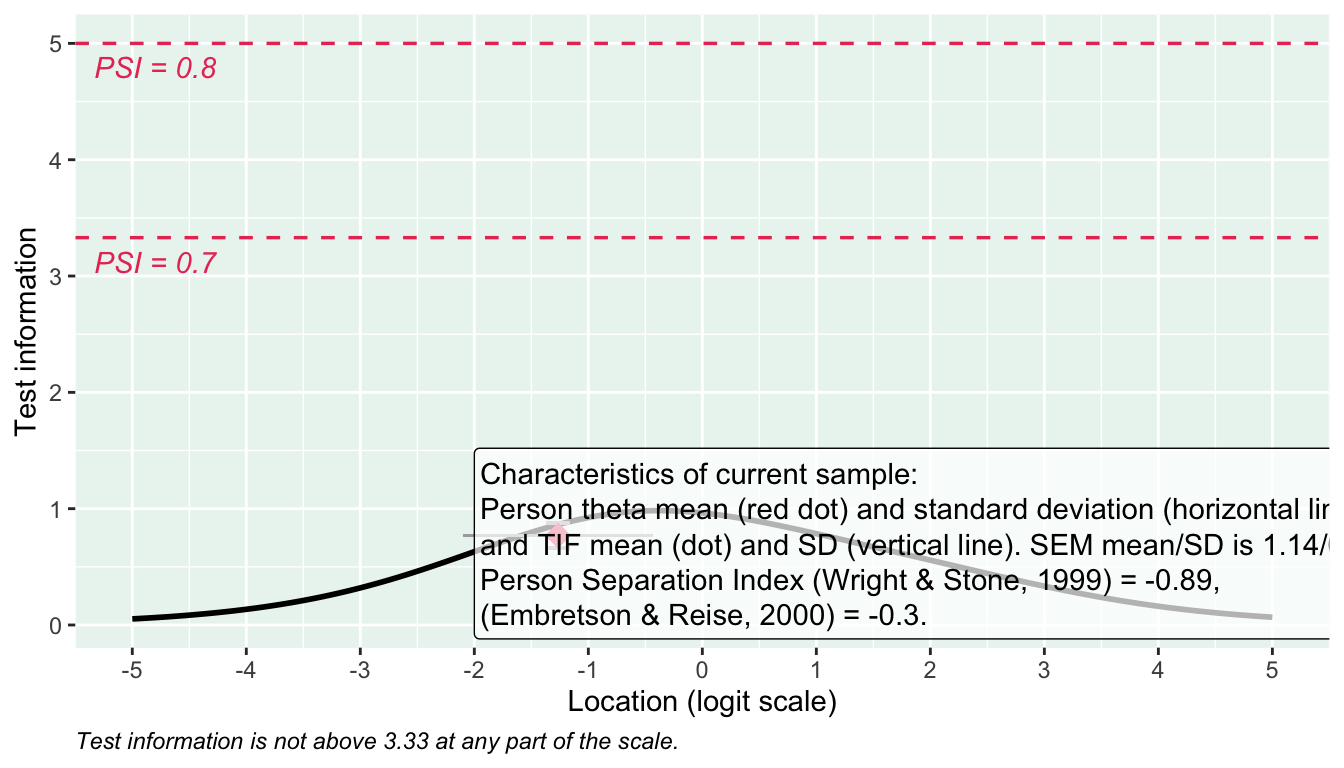 5
PSI = 0.8
4
PSI = 0.7
3
2
1
0
Test information
Characteristics of current sample:
Person theta mean (red dot) and standard deviation (horizontal
and TIF mean (dot) and SD (vertical line). SEM mean/SD is 1.14/
Person Separation Index (Wright & Stone, 1999) = -0.89,
(Embretson & Reise, 2000) = -0.3.
-5 -4 -3 -2 -1 0 1 2 3 4 5
Location (logit scale)
Test information is not above 3.33 at any part of the scale.